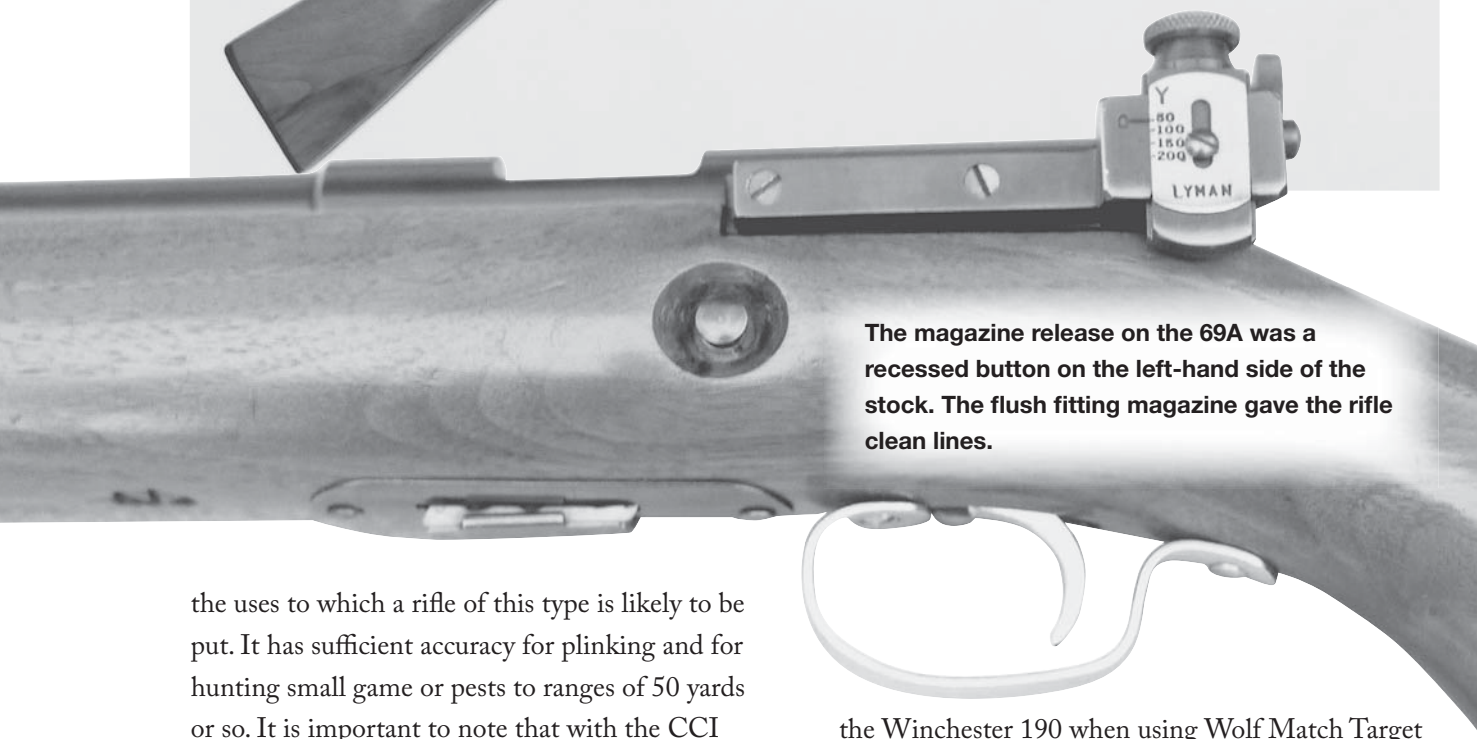 Y
50
-100
-150
-200
LYMAN
The magazine release on the 69A was a
recessed button on the left-hand side of the
stock. The flush fitting magazine gave the rifle
clean lines.
the uses to which a rifle of this type is likely to be
put. It has sufficient accuracy for plinking and for
hunting small game or pests to ranges of 50 yards
or so. It is important to note that with the CCI
the Winchester 190 when using Wolf Match Target